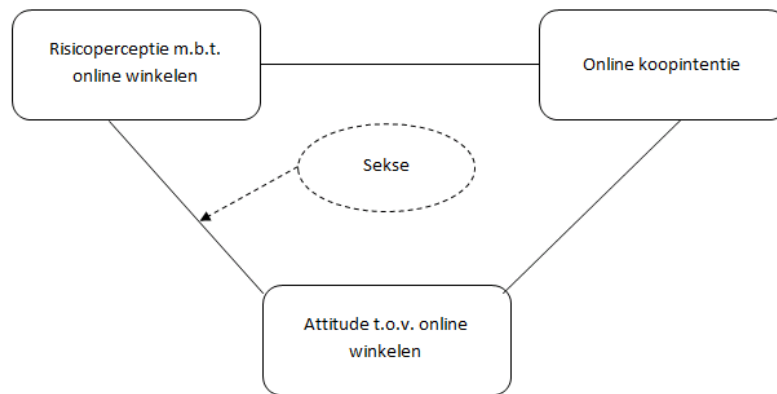 Risicoperceptie m.b.t.
online winkelen
Online koopintentie
Sekse
Attitude t.o.v. online
winkelen